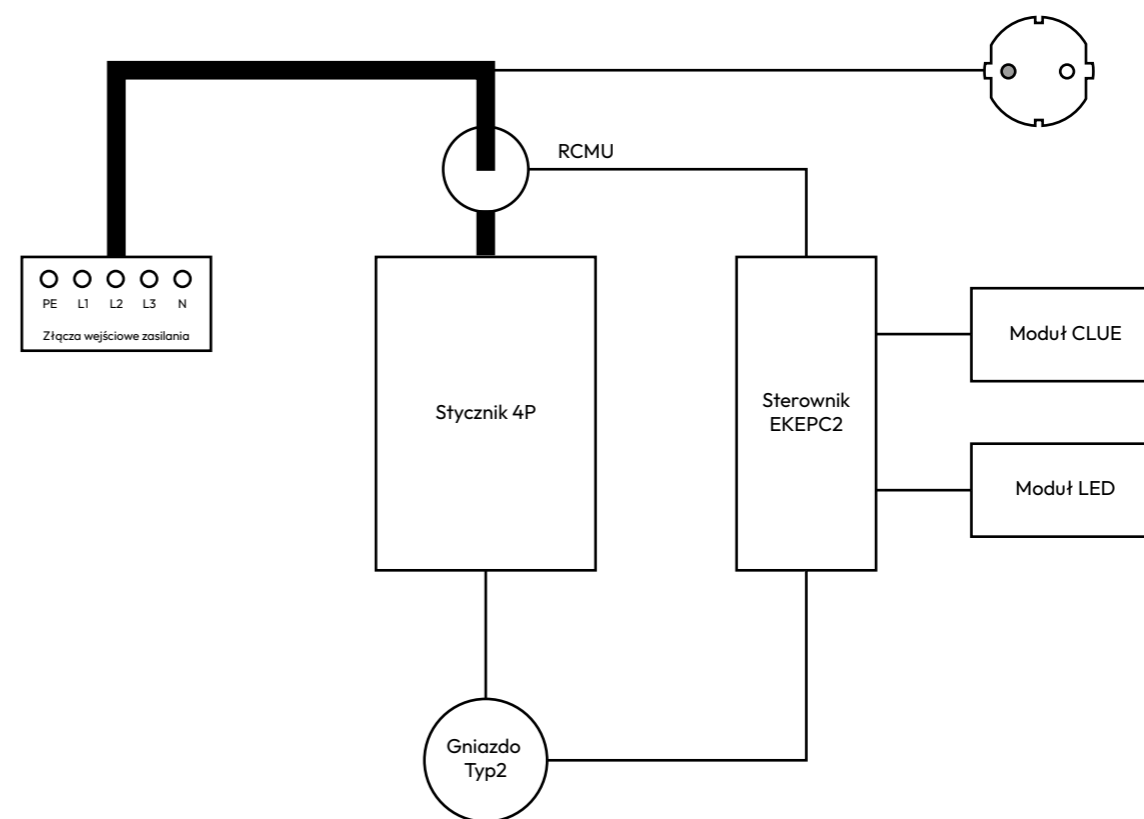 RCMU
PE L1 L2 L3 N
Złącza wejściowe zasilania
Stycznik 4P
Sterownik
EKEPC2
Moduł CLUE
Moduł LED
Gniazdo
Typ2